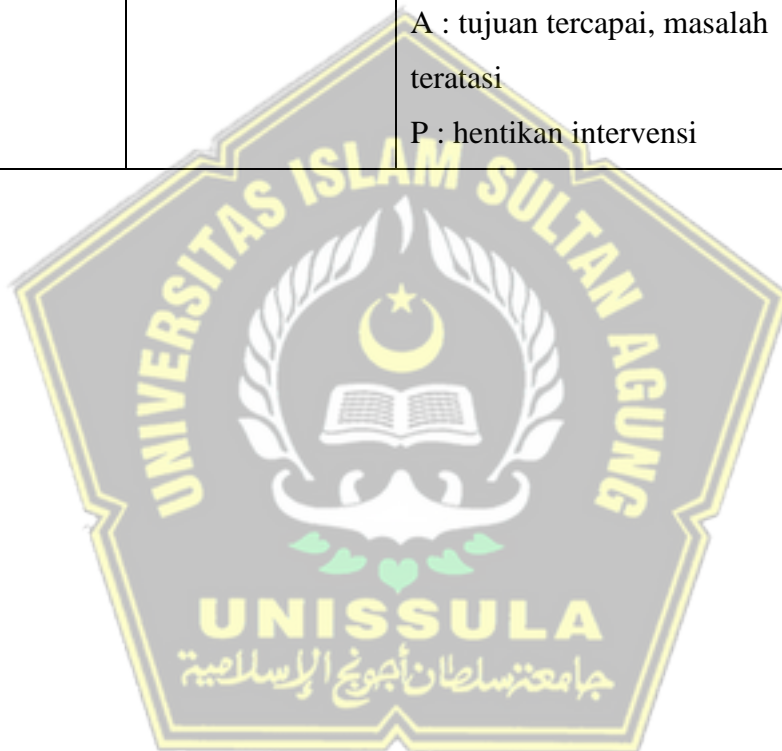 A : tujuan tercapai, masalah
teratasi
P : hentikan intervensi
UNIVERSITAS ISLAM SULTAN AGUNG
UNISSULA
جامعة سلطان أجونج الإسلامية